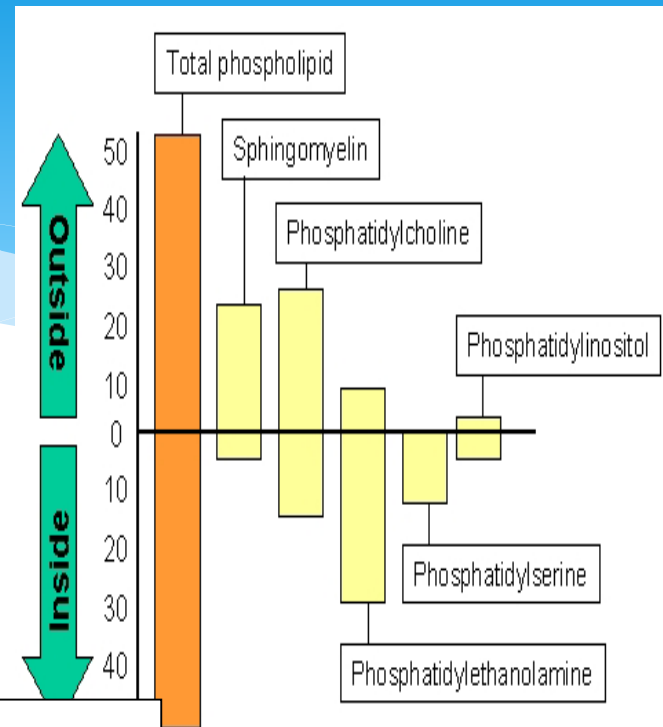 Total phospholipid
Sphingomyelin
Phosphatidylcholine
Phosphatidylinositol
Outside
50
40
30
20
10
0
Inside
10
20
30
40
Phosphatidylserine
Phosphatidylethanolamine